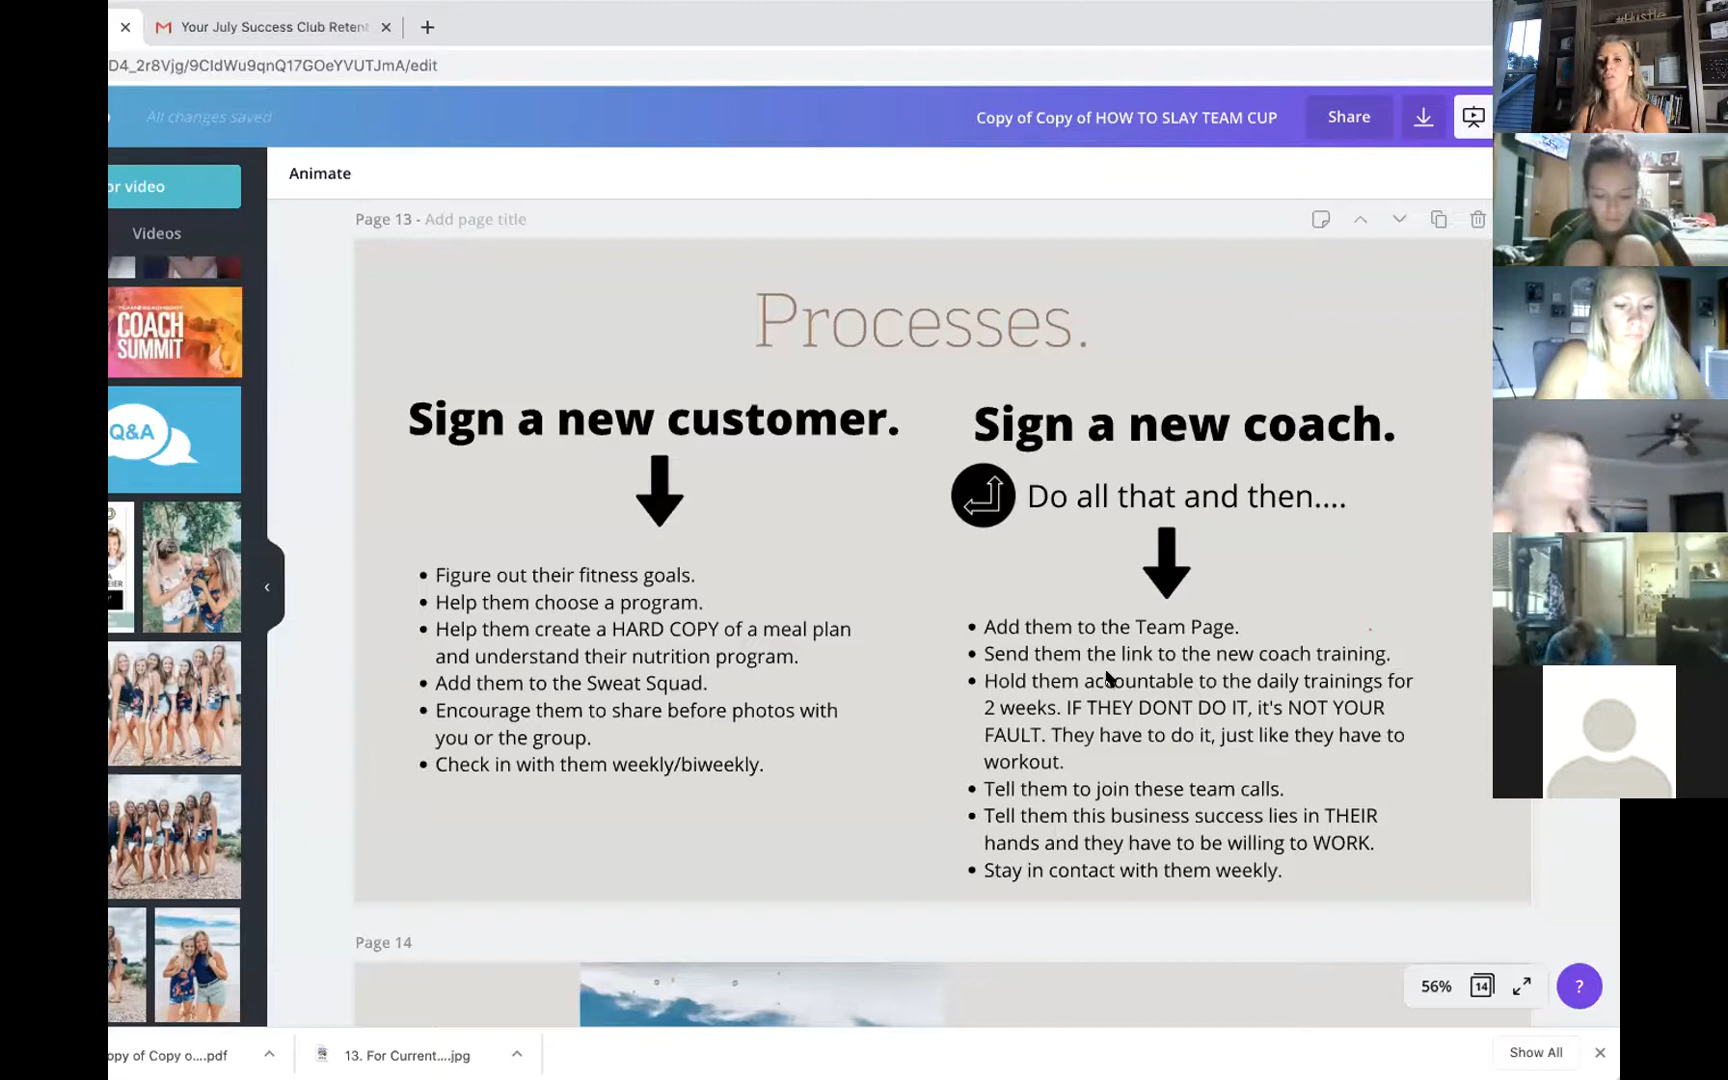 Your July Success Club Reten
D4_2r8Vjg/9CIdWu9qnQ17GOeYVUTJmA/edit
All changes saved
Copy of Copy of HOW TO SLAY TEAM CUP
Share
or video
Videos
Animate
Page 13 - Add page title
COACH
SUMMIT
Q&A
Processes.
Sign a new customer.
Figure out their fitness goals.
Help them choose a program.
Help them create a HARD COPY of a meal plan
and understand their nutrition program.
Add them to the Sweat Squad.
Encourage them to share before photos with
you or the group.
Check in with them weekly/biweekly.
Sign a new coach.
Do all that and then....
Add them to the Team Page.
Send them the link to the new coach training.
Hold them accountable to the daily trainings for
2 weeks. IF THEY DONT DO IT, it's NOT YOUR
FAULT. They have to do it, just like they have to
workout.
Tell them to join these team calls.
Tell them this business success lies in THEIR
hands and they have to be willing to WORK.
Stay in contact with them weekly.
Page 14
56%
14
?
opy of Copy o....pdf
13. For Current....jpg
Show All
#Hustle